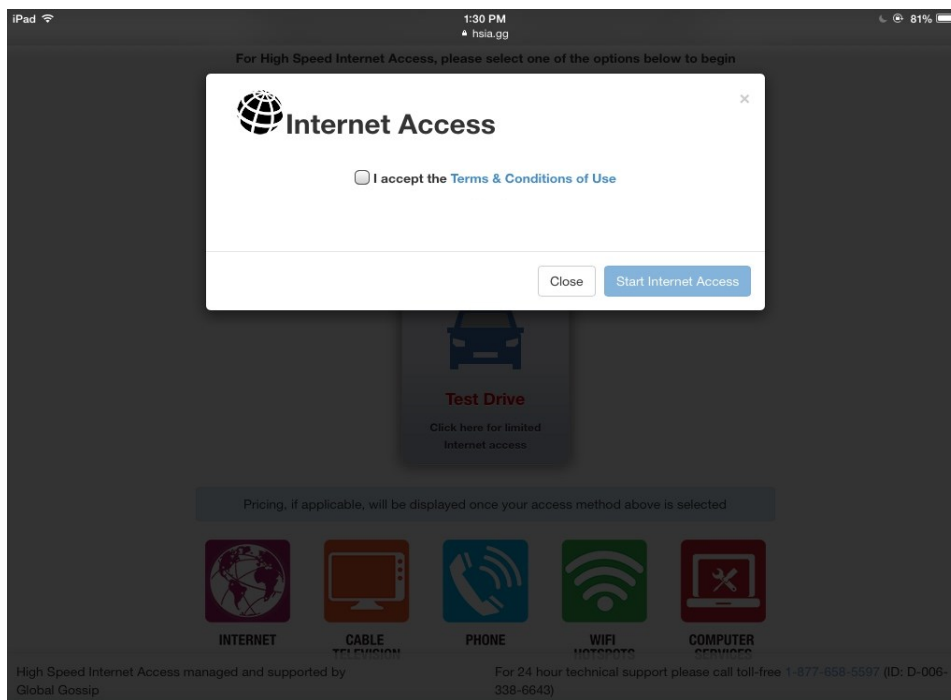 iPad
1:30 PM
81%
hsia.gg
For High Speed Internet Access, please select one of the options below to begin
×
Internet Access
I accept the Terms & Conditions of Use
Close
Start Internet Access
Test Drive
Click here for limited
Internet access
Pricing, if applicable, will be displayed once your access method above is selected
INTERNET
CABLE
TELEVISION
PHONE
WIFI
HOTSPOTS
COMPUTER
SERVICES
High Speed Internet Access managed and supported by
Global Gossip
For 24 hour technical support please call toll-free 1-877-658-5597 (ID: D-006-
338-6643)